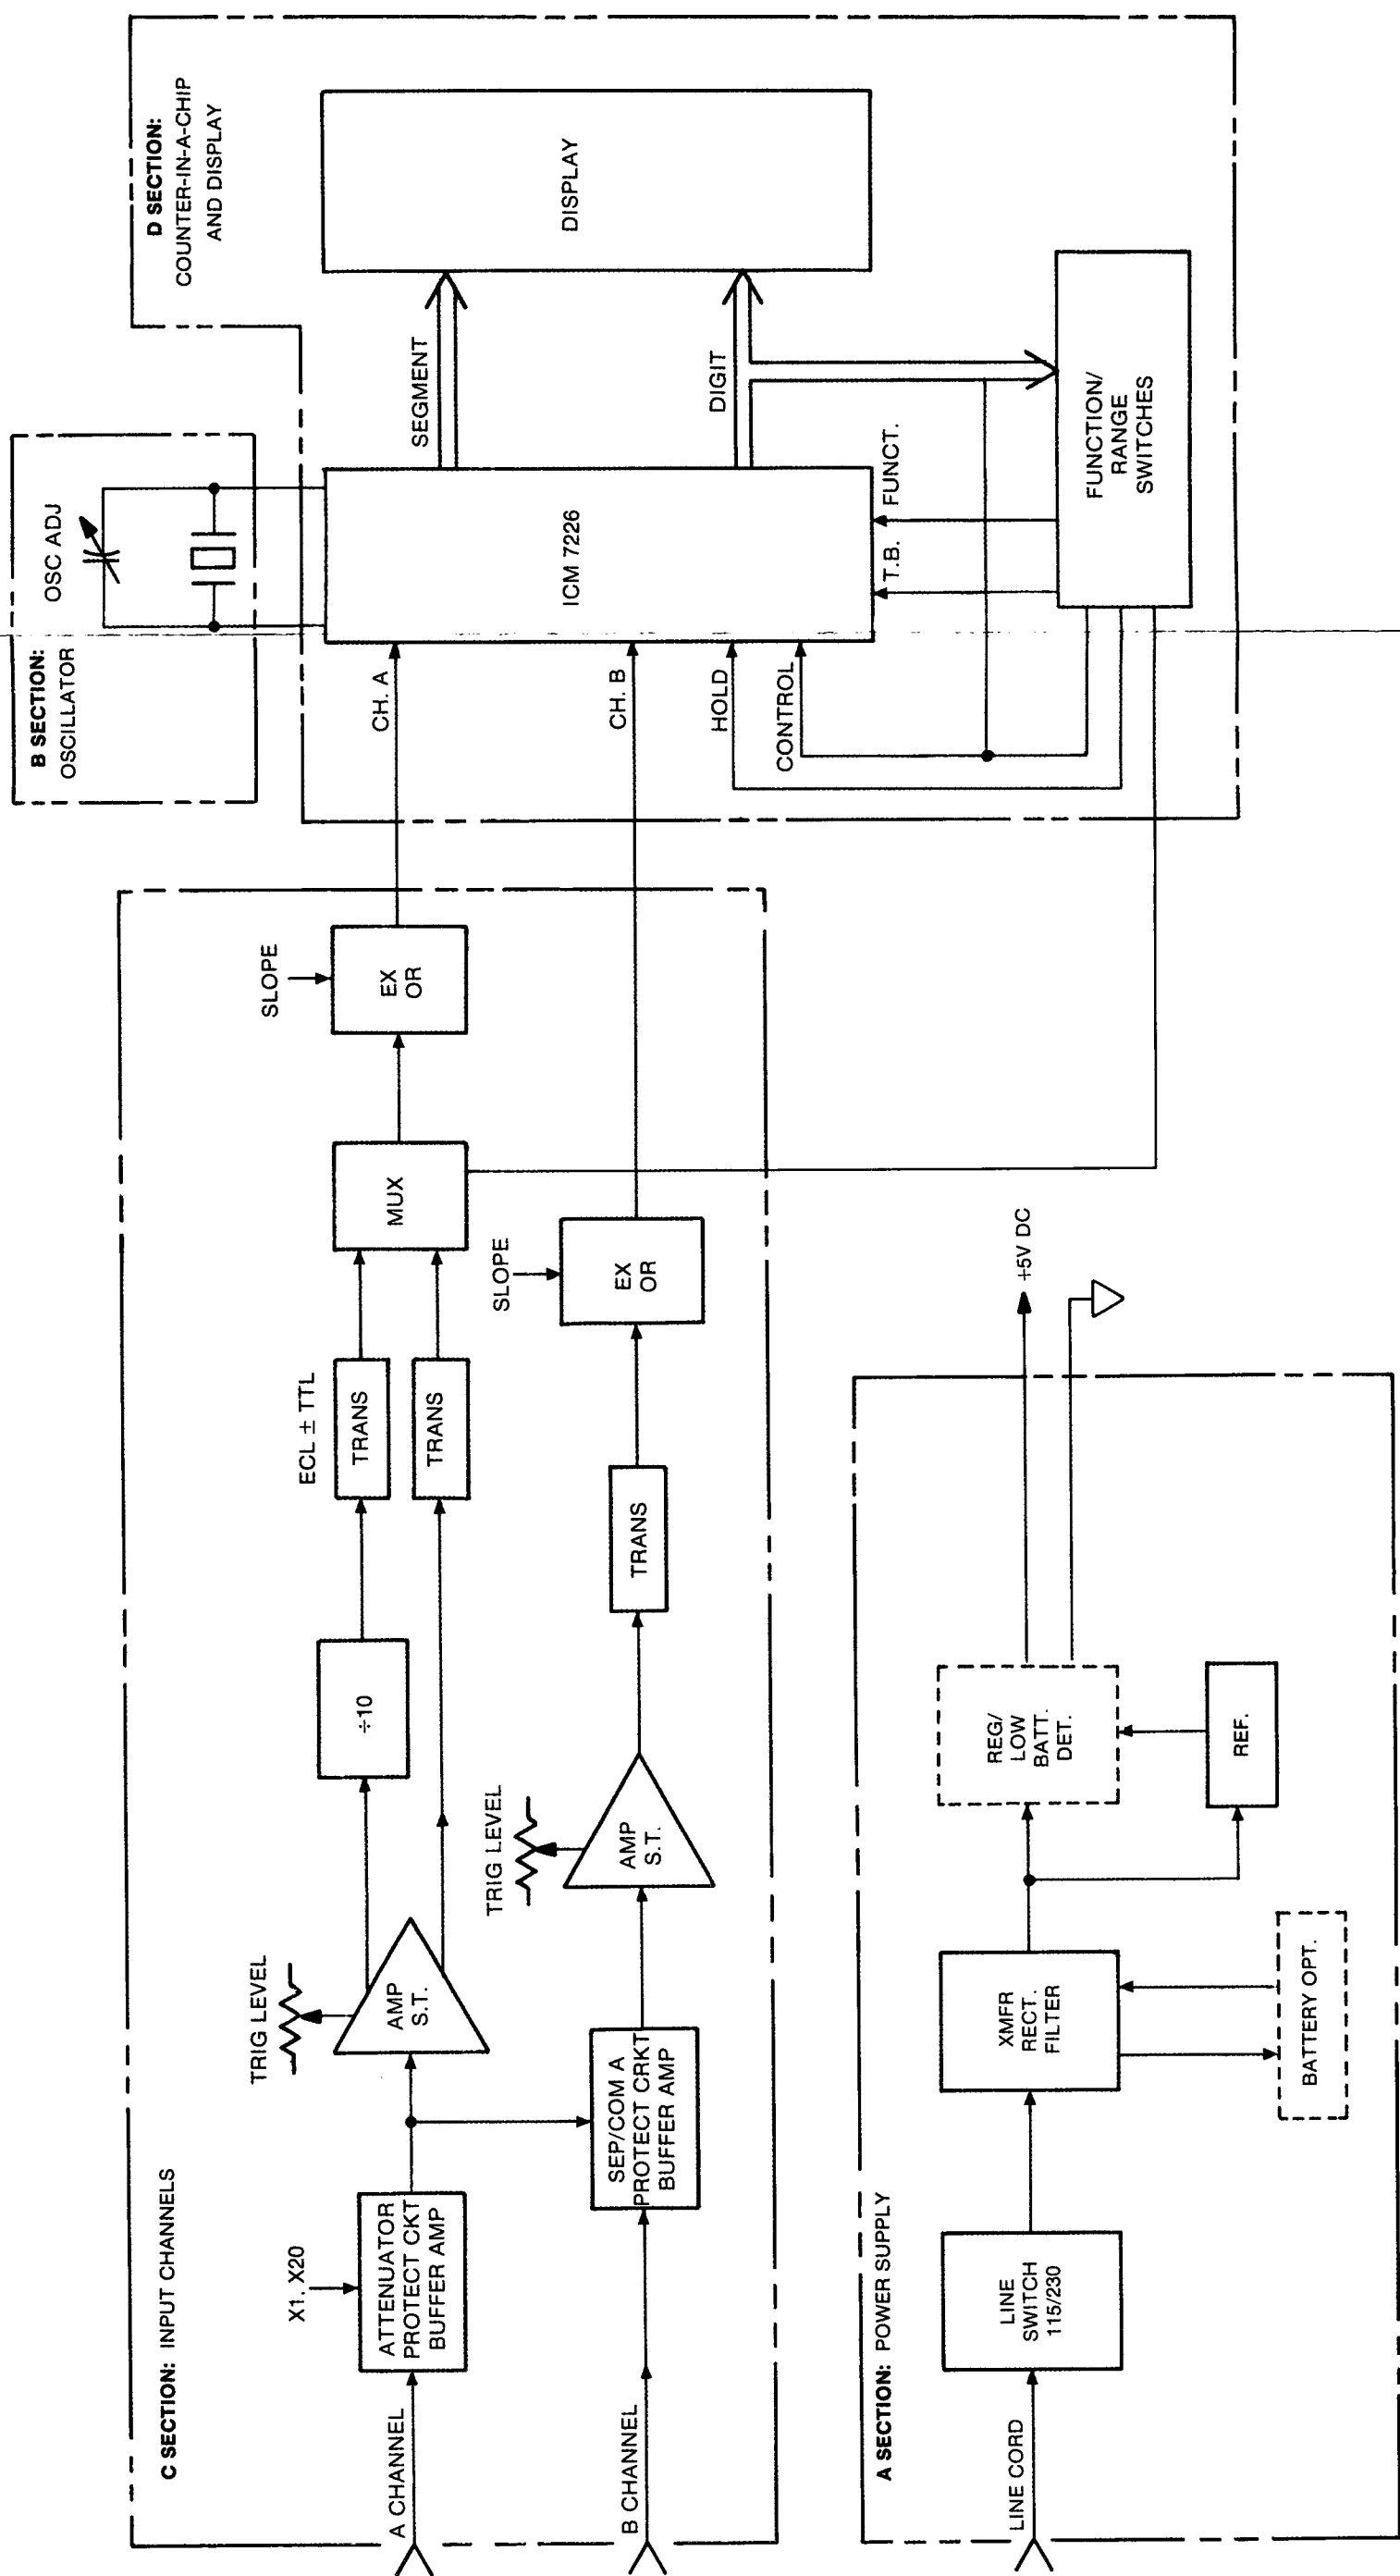 C SECTION: INPUT CHANNELS
A CHANNEL
X1, X20
ATTENUATOR
PROTECT CKT
BUFFER AMP
TRIG LEVEL
AMP
S.T.
÷10
ECL ± TTL
TRANS
TRANS
MUX
SLOPE
EX
OR
B CHANNEL
SEP/COM A
PROTECT CRKT
BUFFER AMP
TRIG LEVEL
AMP
S.T.
TRANS
SLOPE
EX
OR
B SECTION:
OSCILLATOR
OSC ADJ
D SECTION:
COUNTER-IN-A-CHIP
AND DISPLAY
CH. A
CH. B
HOLD
CONTROL
ICM 7226
SEGMENT
DIGIT
DISPLAY
T.B.
FUNCT.
FUNCTION/
RANGE
SWITCHES
A SECTION: POWER SUPPLY
LINE CORD
LINE
SWITCH
115/230
XMFR
RECT.
FILTER
BATTERY OPT.
REG/
LOW
BATT.
DET.
REF.
+5V DC